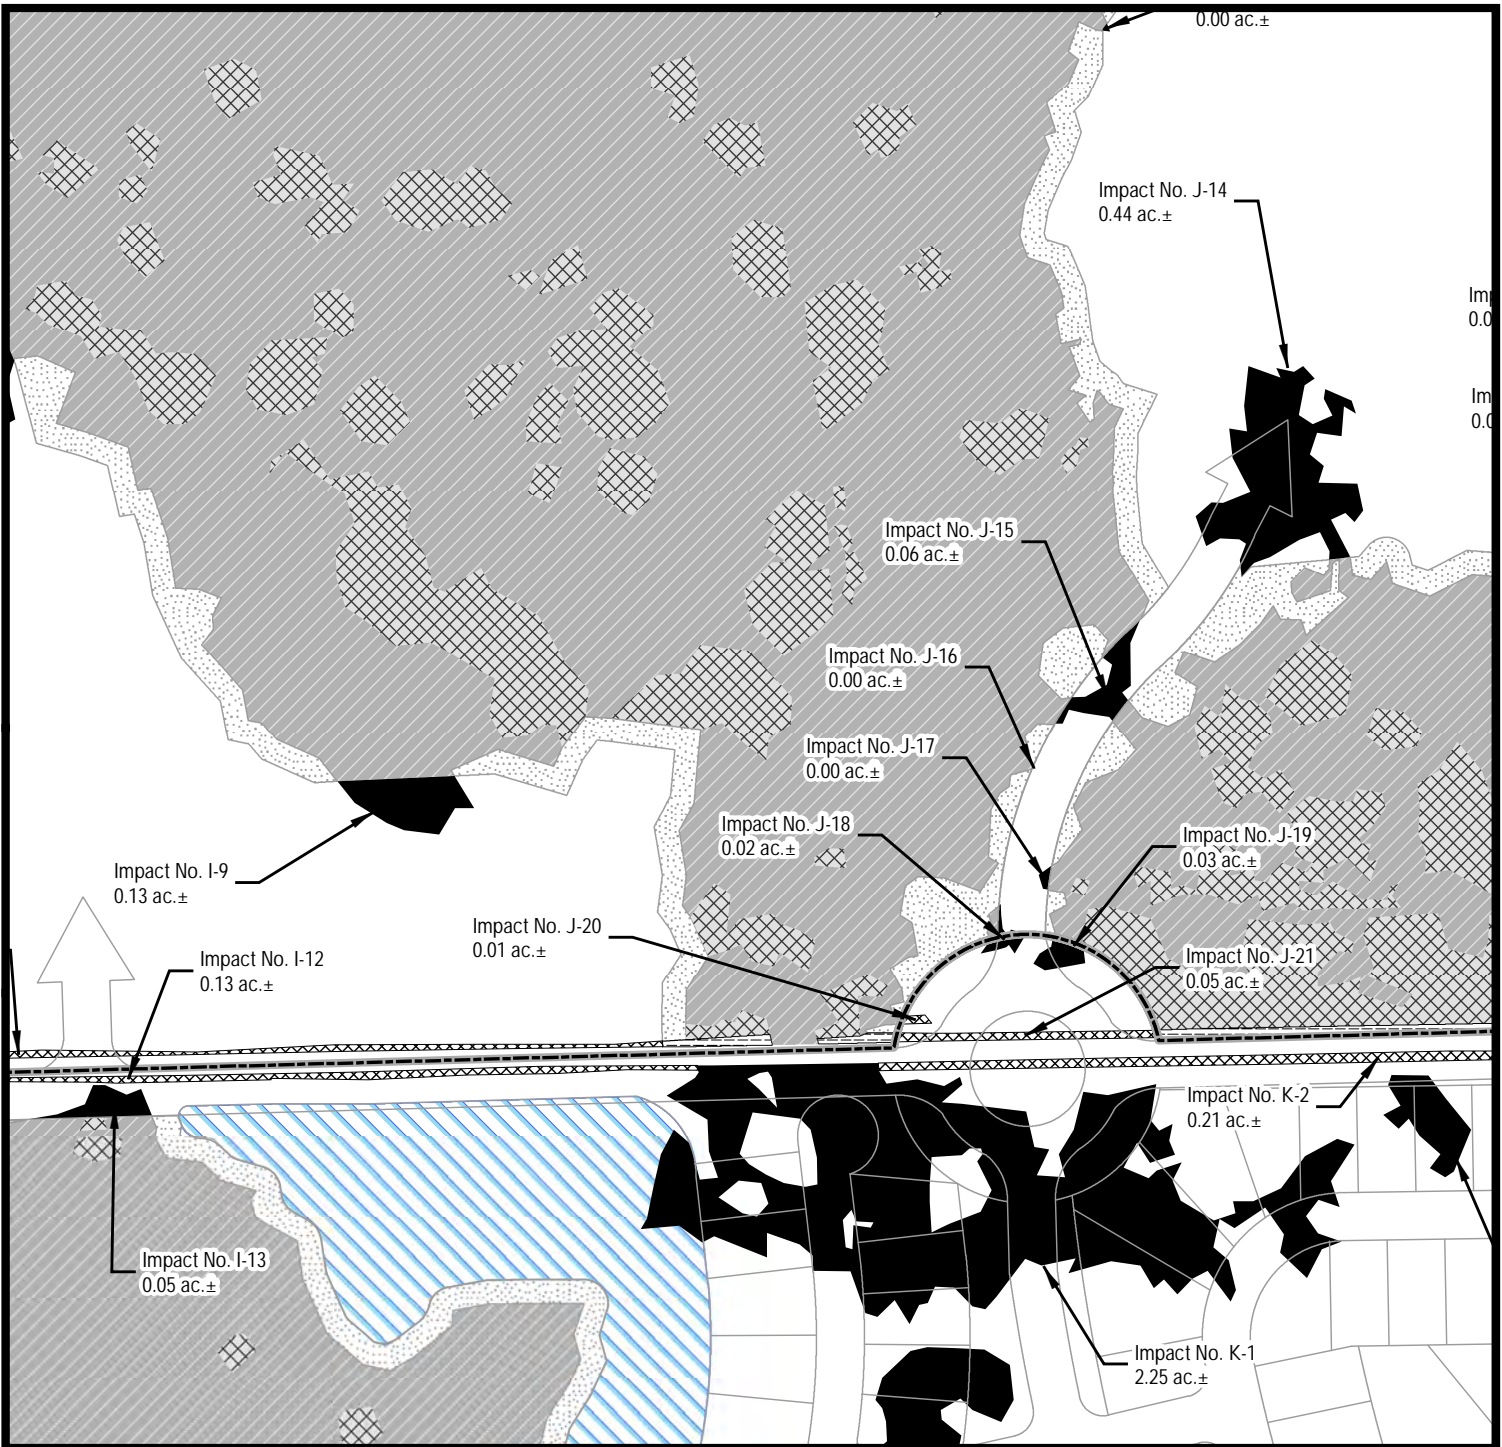 0.00 ac.±
Impact No. J-14
0.44 ac.±
Impact No. J-15
0.06 ac.±
Impact No. J-16
0.00 ac.±
Impact No. J-17
0.00 ac.±
Impact No. J-18
0.02 ac.±
Impact No. J-19
0.03 ac.±
Impact No. I-9
0.13 ac.±
Impact No. J-20
0.01 ac.±
Impact No. I-12
0.13 ac.±
Impact No. J-21
0.05 ac.±
Impact No. K-2
0.21 ac.±
Impact No. I-13
0.05 ac.±
Impact No. K-1
2.25 ac.±